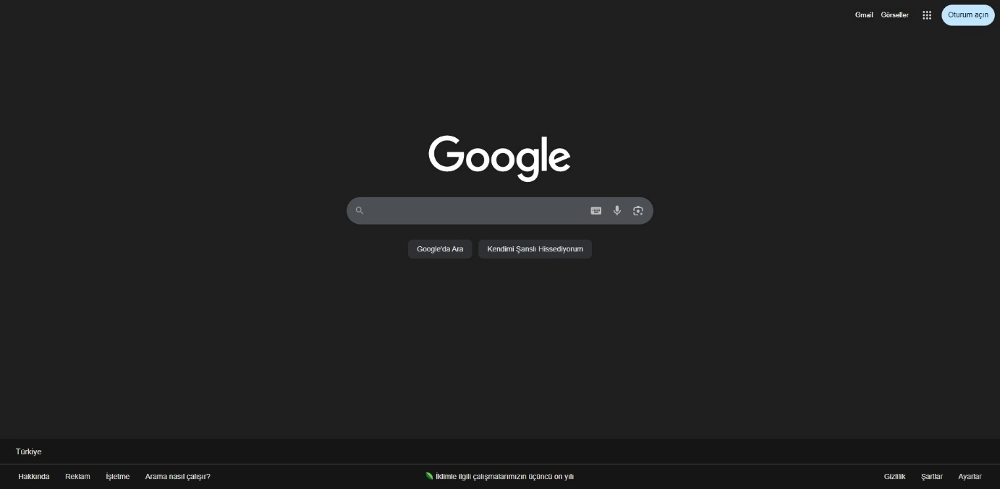 Gmail Görseller Oturum açın
Google
Google'da Ara Kendimi Şanslı Hissediyorum
Türkiye
Hakkında Reklam İşletme Arama nasıl çalışır? İklimle ilgili çalışmalarımızın üçüncü on yılı Gizlilik Şartlar Ayarlar